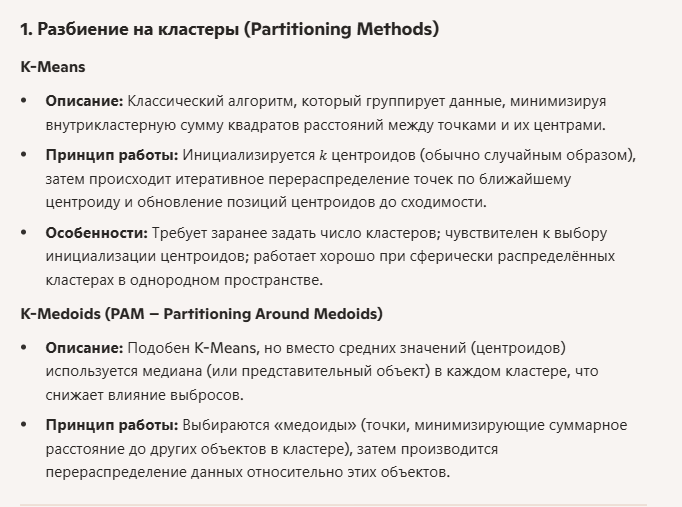 1. Разбиение на кластеры (Partitioning Methods)
K-Means
• Описание: Классический алгоритм, который группирует данные, минимизируя
внутрикластерную сумму квадратов расстояний между точками и их центрами.
• Принцип работы: Инициализируется k центроидов (обычно случайным образом),
затем происходит итеративное перераспределение точек по ближайшему
центроиду и обновление позиций центроидов до сходимости.
• Особенности: Требует заранее задать число кластеров; чувствителен к выбору
инициализации центроидов; работает хорошо при сферически распределённых
кластерах в однородном пространстве.
K-Medoids (PAM – Partitioning Around Medoids)
• Описание: Подобен K-Means, но вместо средних значений (центроидов)
используется медиана (или представительный объект) в каждом кластере, что
снижает влияние выбросов.
• Принцип работы: Выбираются «медоиды» (точки, минимизирующие суммарное
расстояние до других объектов в кластере), затем производится
перераспределение данных относительно этих объектов.